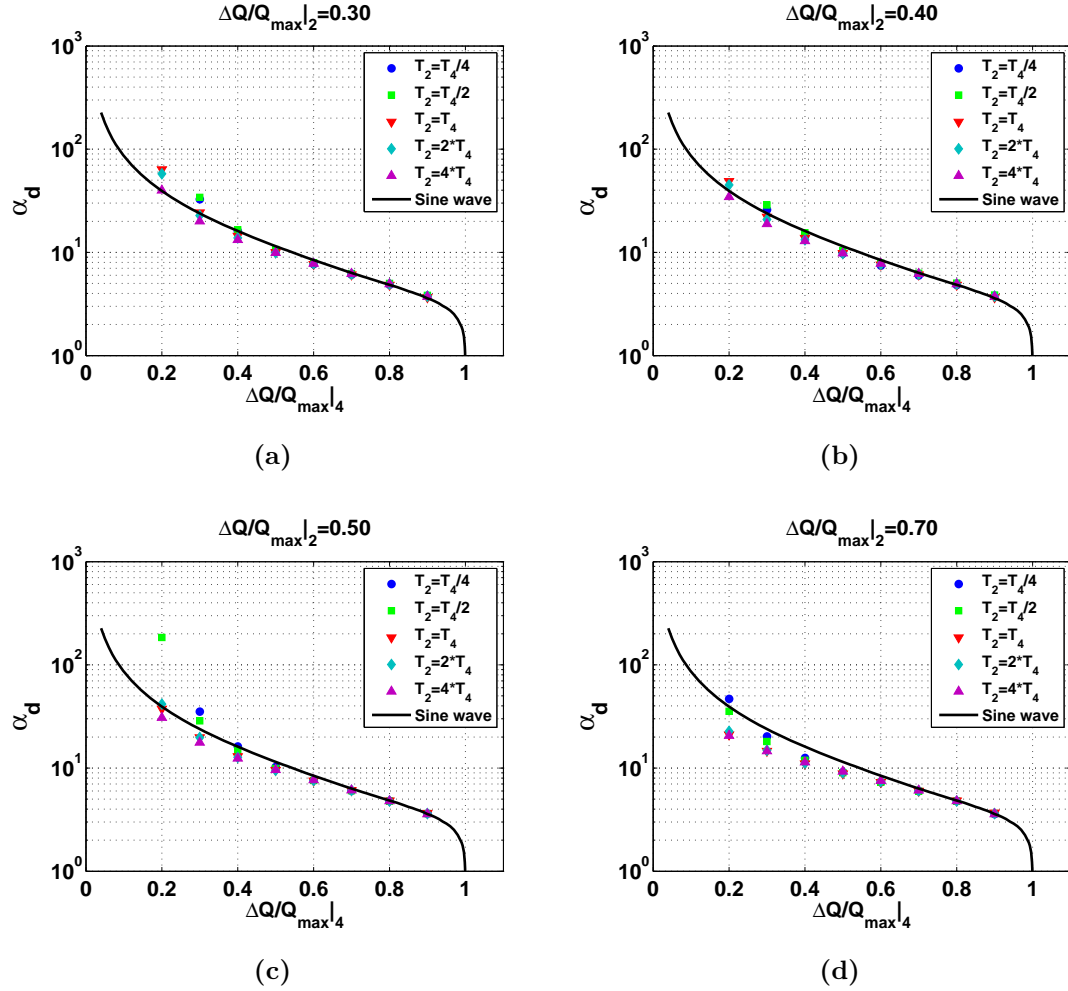 ΔQ/Q_max|_2=0.30
10^3
10^2
10^1
10^0
α_d
T_2=T_4/4
T_2=T_4/2
T_2=T_4
T_2=2*T_4
T_2=4*T_4
Sine wave
0 0.2 0.4 0.6 0.8 1
ΔQ/Q_max|_4
(a)
ΔQ/Q_max|_2=0.40
10^3
10^2
10^1
10^0
α_d
T_2=T_4/4
T_2=T_4/2
T_2=T_4
T_2=2*T_4
T_2=4*T_4
Sine wave
0 0.2 0.4 0.6 0.8 1
ΔQ/Q_max|_4
(b)
ΔQ/Q_max|_2=0.50
10^3
10^2
10^1
10^0
α_d
T_2=T_4/4
T_2=T_4/2
T_2=T_4
T_2=2*T_4
T_2=4*T_4
Sine wave
0 0.2 0.4 0.6 0.8 1
ΔQ/Q_max|_4
(c)
ΔQ/Q_max|_2=0.70
10^3
10^2
10^1
10^0
α_d
T_2=T_4/4
T_2=T_4/2
T_2=T_4
T_2=2*T_4
T_2=4*T_4
Sine wave
0 0.2 0.4 0.6 0.8 1
ΔQ/Q_max|_4
(d)